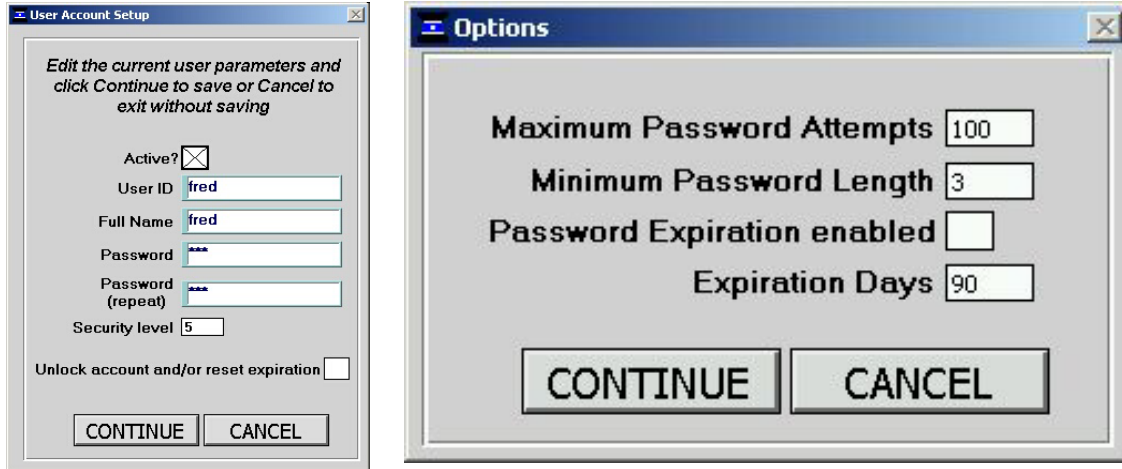 User Account Setup
Edit the current user parameters and
click Continue to save or Cancel to
exit without saving
Active?
User ID fred
Full Name fred
Password ***
Password
(repeat) ***
Security level 5
Unlock account and/or reset expiration
CONTINUE CANCEL
Options
Maximum Password Attempts 100
Minimum Password Length 3
Password Expiration enabled
Expiration Days 90
CONTINUE CANCEL